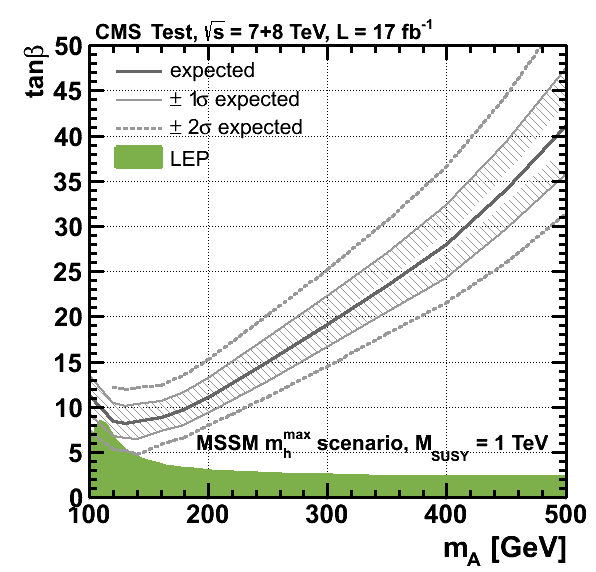 CMS Test, √s = 7+8 TeV, L = 17 fb⁻¹
tanβ
50
45
40
35
30
25
20
15
10
5
0
expected
± 1σ expected
± 2σ expected
LEP
MSSM mₕᵐᵃˣ scenario, M_SUSY = 1 TeV
100 200 300 400 500
m_A [GeV]